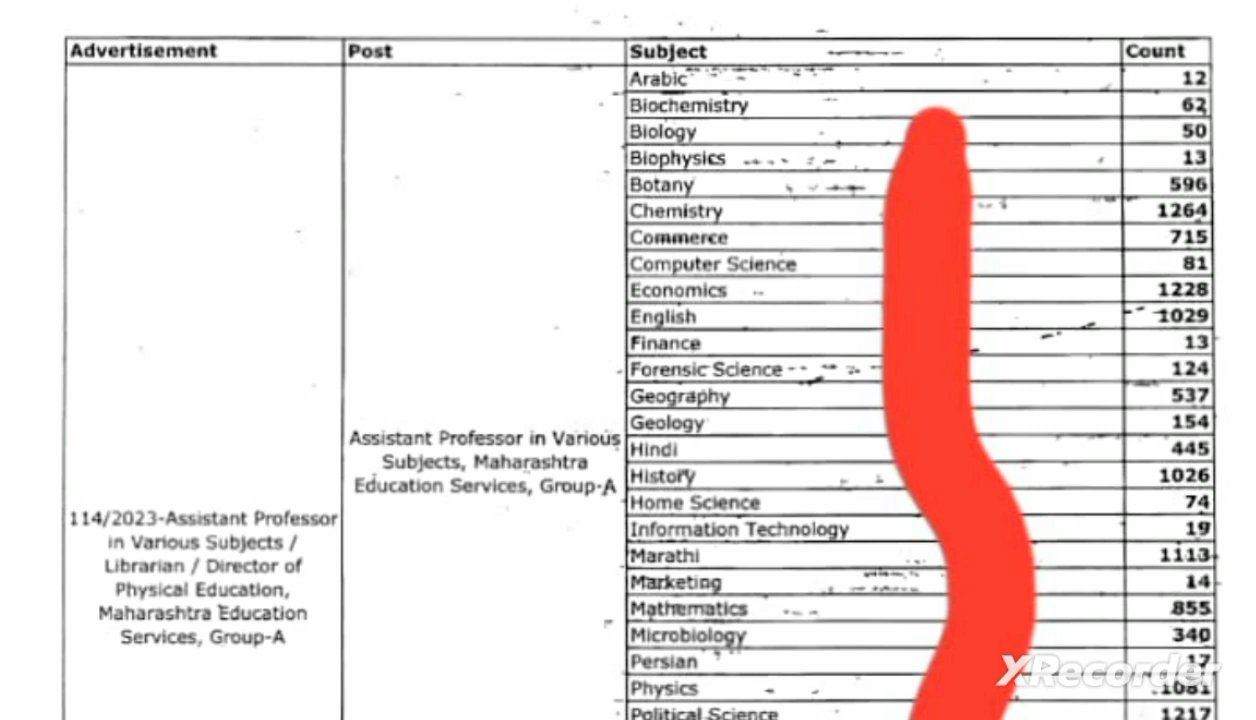 Advertisement Post Subject Count
Arabic 12
Biochemistry 62
Biology 50
Biophysics 13
Botany 596
Chemistry 1264
Commerce 715
Computer Science 81
Economics 1228
English 1029
Finance 13
Forensic Science 124
Geography 537
Geology 154
Hindi 445
History 1026
Home Science 74
Information Technology 19
Marathi 1113
Marketing 14
Mathematics 855
Microbiology 340
Persian 17
Physics 1081
Political Science 1217
Assistant Professor in Various
Subjects, Maharashtra
Education Services, Group-A
114/2023-Assistant Professor
in Various Subjects /
Librarian / Director of
Physical Education,
Maharashtra Education
Services, Group-A
XRecorder